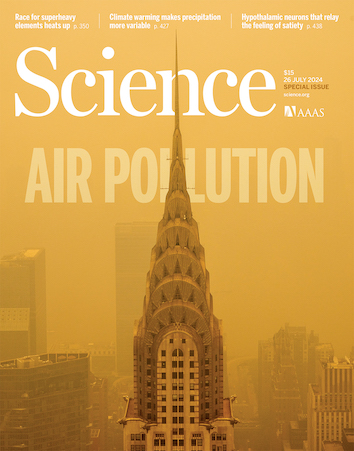 Race for superheavy
elements heats up p. 350
Climate warming makes precipitation
more variable p. 427
Hypothalamic neurons that relay
the feeling of satiety p. 438
Science
$15
26 JULY 2024
SPECIAL ISSUE
science.org
AAAS
AIR POLLUTION